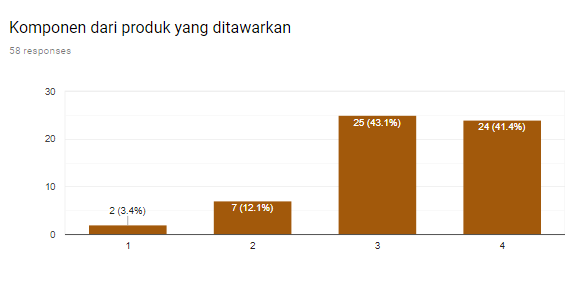 Komponen dari produk yang ditawarkan
58 responses
30
20
10
0
2 (3.4%)
7 (12.1%)
25 (43.1%)
24 (41.4%)
1 2 3 4